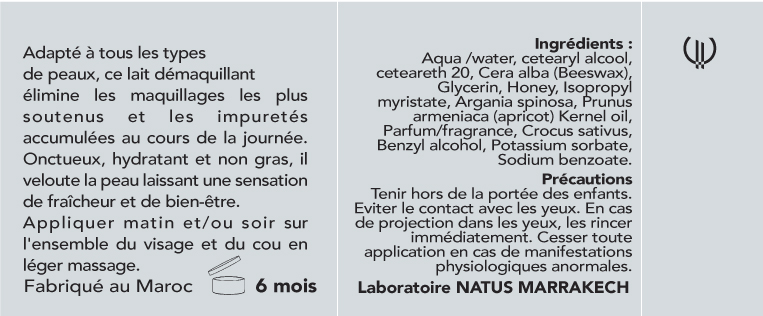 Adapté à tous les types
de peaux, ce lait démaquillant
élimine les maquillages les plus
soutenus et les impuretés
accumulées au cours de la journée.
Onctueux, hydratant et non gras, il
veloute la peau laissant une sensation
de fraîcheur et de bien-être.
Appliquer matin et/ou soir sur
l'ensemble du visage et du cou en
léger massage.
Fabriqué au Maroc 6 mois
Ingrédients :
Aqua /water, cetearyl alcool,
ceteareth 20, Cera alba (Beeswax),
Glycerin, Honey, Isopropyl
myristate, Argania spinosa, Prunus
armeniaca (apricot) Kernel oil,
Parfum/fragrance, Crocus sativus,
Benzyl alcohol, Potassium sorbate,
Sodium benzoate.
Précautions
Tenir hors de la portée des enfants.
Eviter le contact avec les yeux. En cas
de projection dans les yeux, les rincer
immédiatement. Cesser toute
application en cas de manifestations
physiologiques anormales.
Laboratoire NATUS MARRAKECH